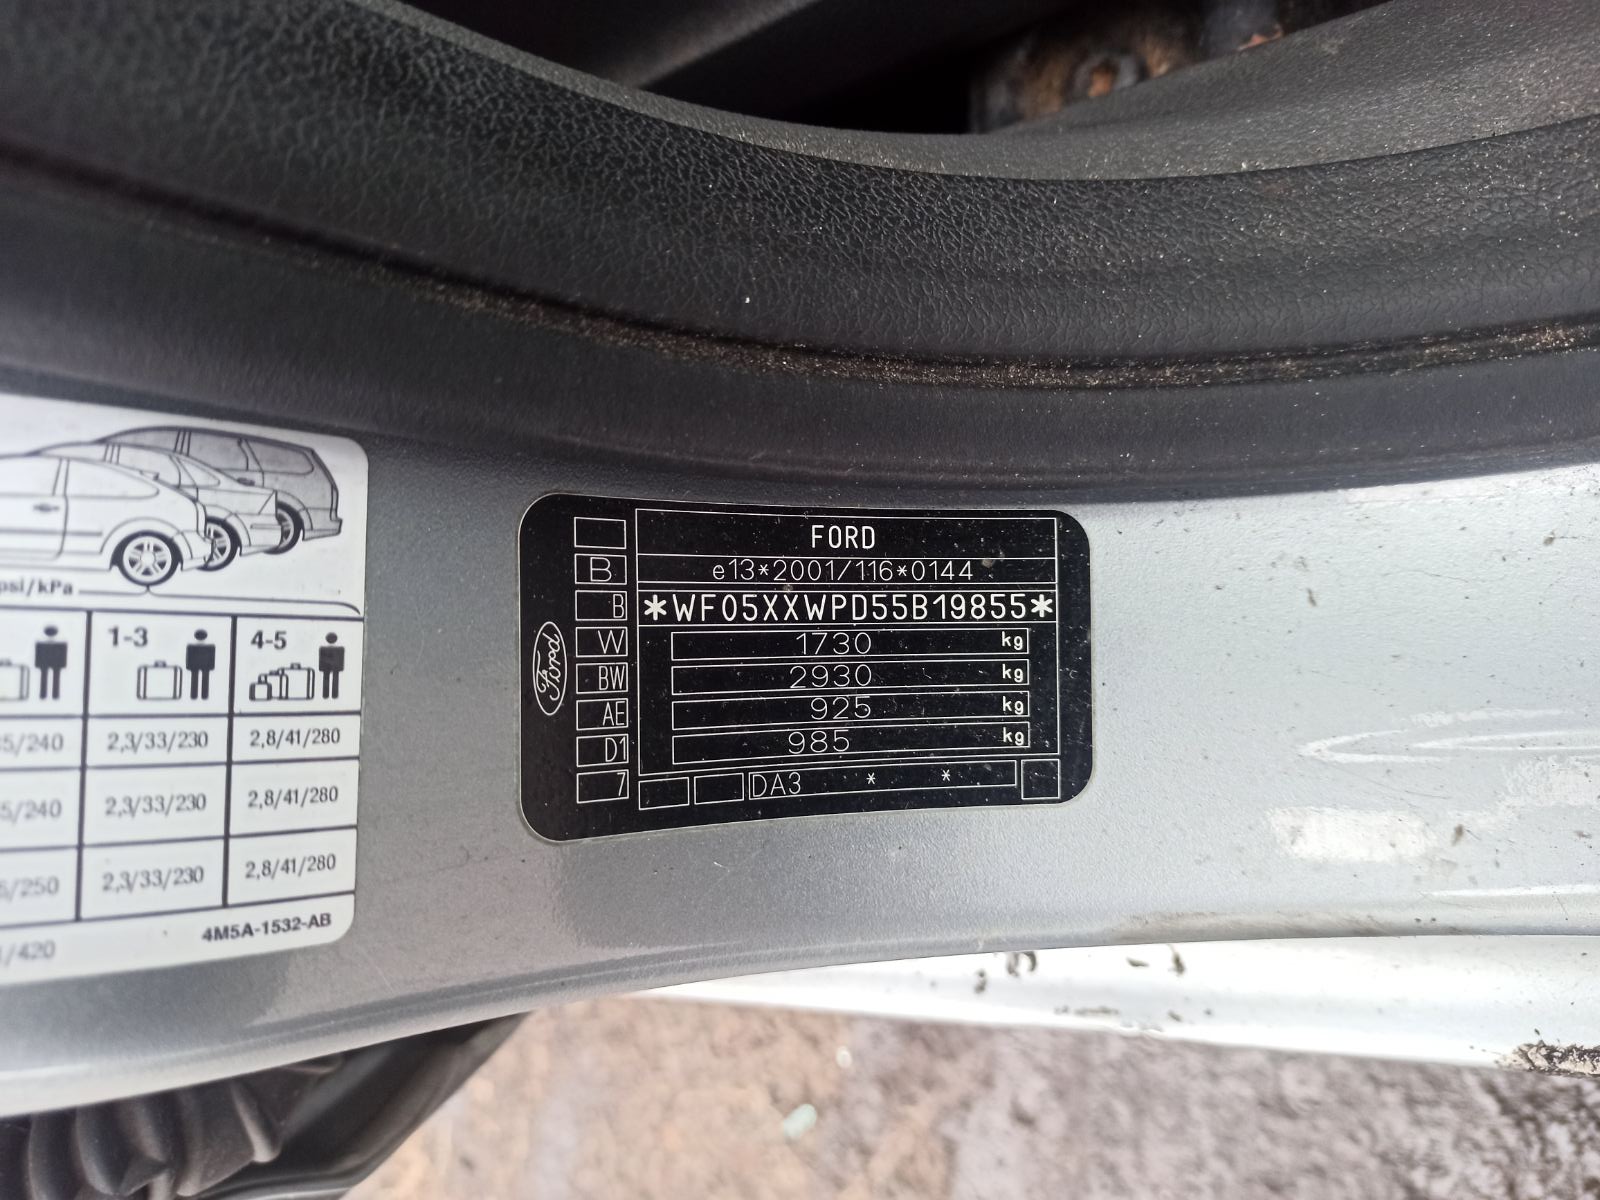 psi/kPa
1-3 4-5
5/240 2,3/33/230 2,8/41/280
5/240 2,3/33/230 2,8/41/280
5/250 2,3/33/230 2,8/41/280
/420
4M5A-1532-AB
Ford
FORD
B e13*2001/116*0144
B *WF05XXWPD55B19855*
W 1730 kg
BW 2930 kg
AE 925 kg
D1 985 kg
7 DA3 * *